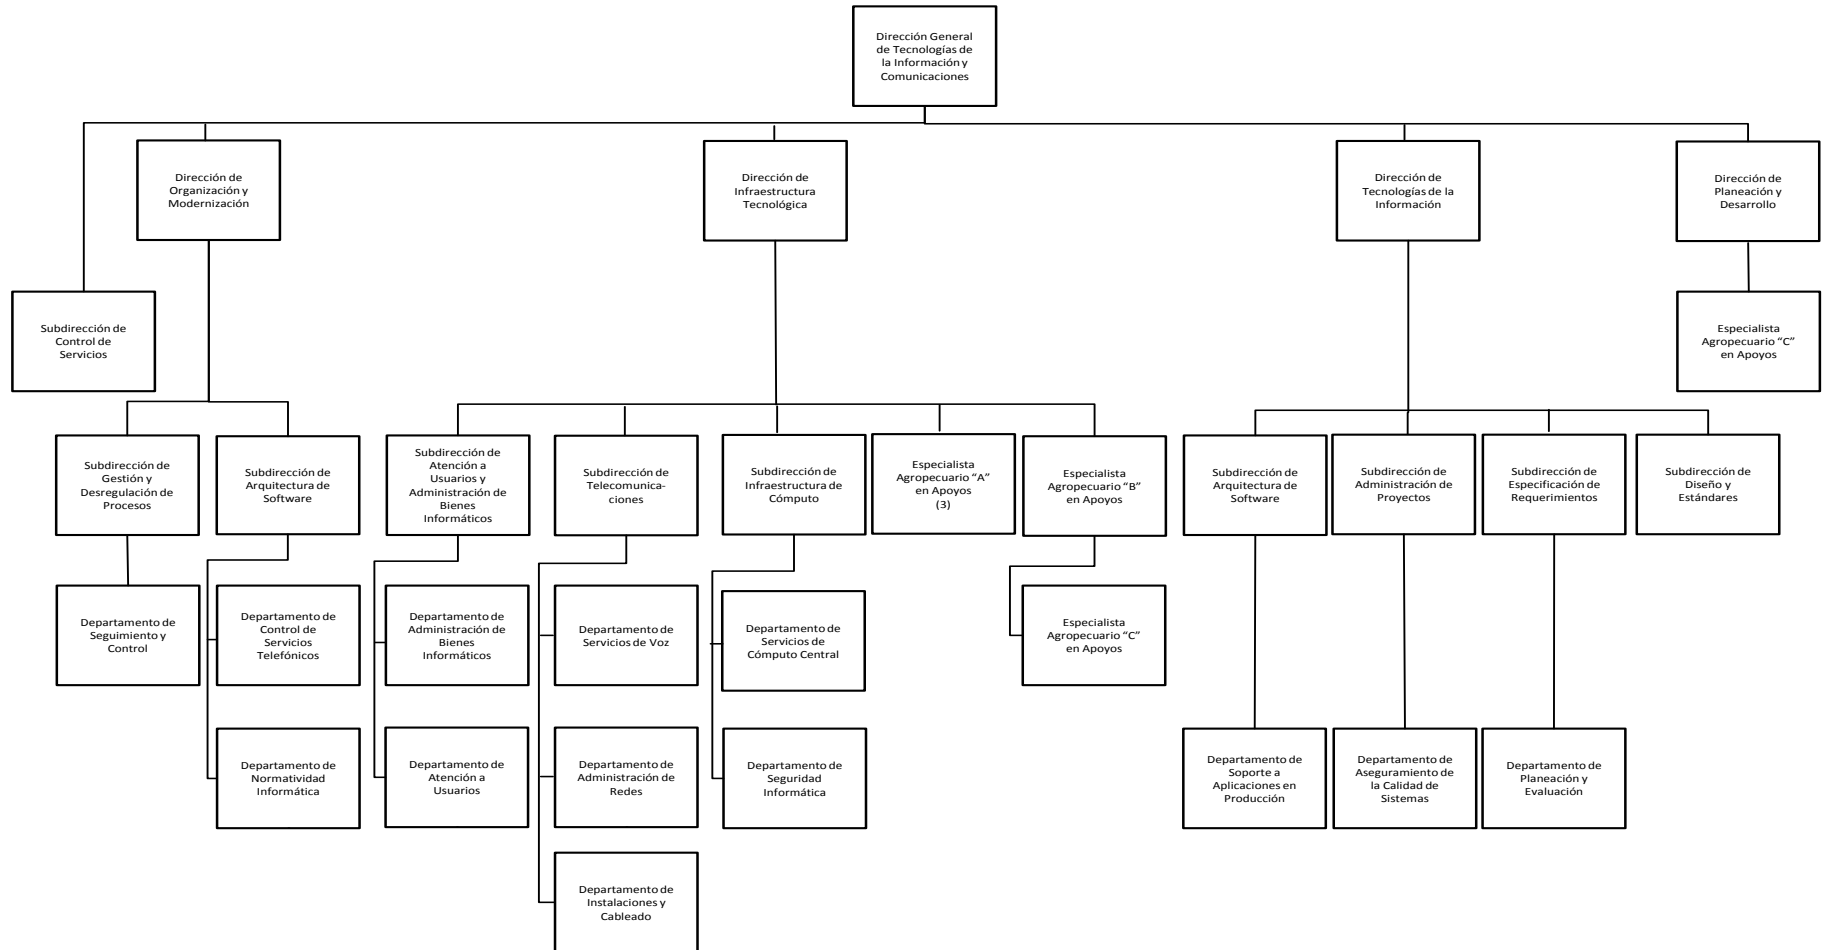 Dirección General
de Tecnologías de
la Información y
Comunicaciones
Dirección de
Organización y
Modernización
Dirección de
Infraestructura
Tecnológica
Dirección de
Tecnologías de la
Información
Dirección de
Planeación y
Desarrollo
Subdirección de
Control de
Servicios
Especialista
Agropecuario “C”
en Apoyos
Subdirección de
Gestión y
Desregulación de
Procesos
Subdirección de
Arquitectura de
Software
Subdirección de
Atención a
Usuarios y
Administración de
Bienes
Informáticos
Subdirección de
Telecomunica-
ciones
Subdirección de
Infraestructura de
Cómputo
Especialista
Agropecuario “A”
en Apoyos
(3)
Especialista
Agropecuario “B”
en Apoyos
Subdirección de
Arquitectura de
Software
Subdirección de
Administración de
Proyectos
Subdirección de
Especificación de
Requerimientos
Subdirección de
Diseño y
Estándares
Departamento de
Seguimiento y
Control
Departamento de
Control de
Servicios
Telefónicos
Departamento de
Administración de
Bienes
Informáticos
Departamento de
Servicios de Voz
Departamento de
Servicios de
Cómputo Central
Especialista
Agropecuario “C”
en Apoyos
Departamento de
Normatividad
Informática
Departamento de
Atención a
Usuarios
Departamento de
Administración de
Redes
Departamento de
Seguridad
Informática
Departamento de
Soporte a
Aplicaciones en
Producción
Departamento de
Aseguramiento de
la Calidad de
Sistemas
Departamento de
Planeación y
Evaluación
Departamento de
Instalaciones y
Cableado